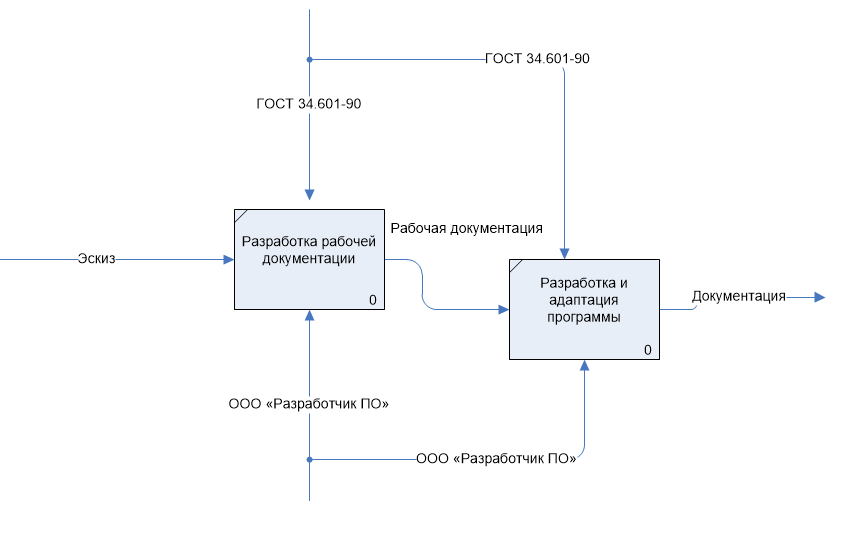 ГОСТ 34.601-90
ГОСТ 34.601-90
Разработка рабочей
документации
0
Рабочая документация
Эскиз
Разработка и
адаптация
программы
0
Документация
ООО «Разработчик ПО»
ООО «Разработчик ПО»